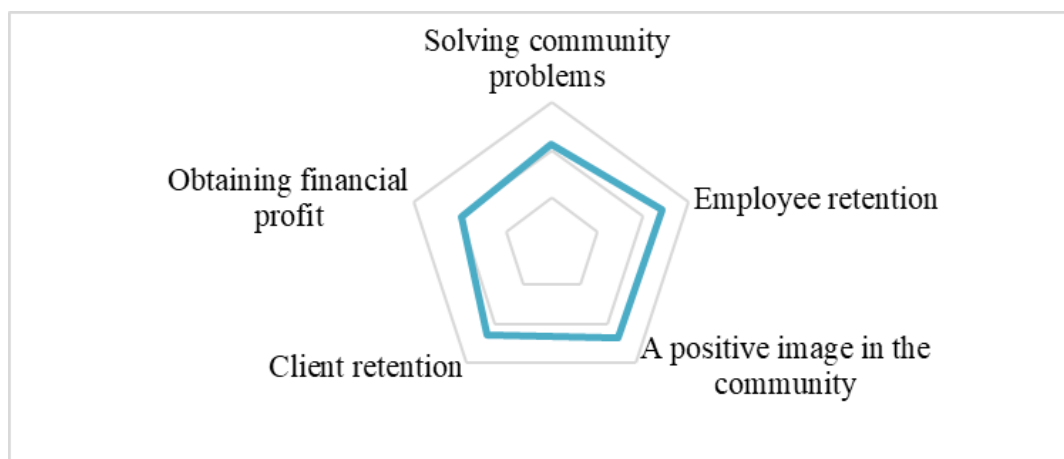 Solving community
problems
Obtaining financial
profit
Employee retention
Client retention
A positive image in the
community